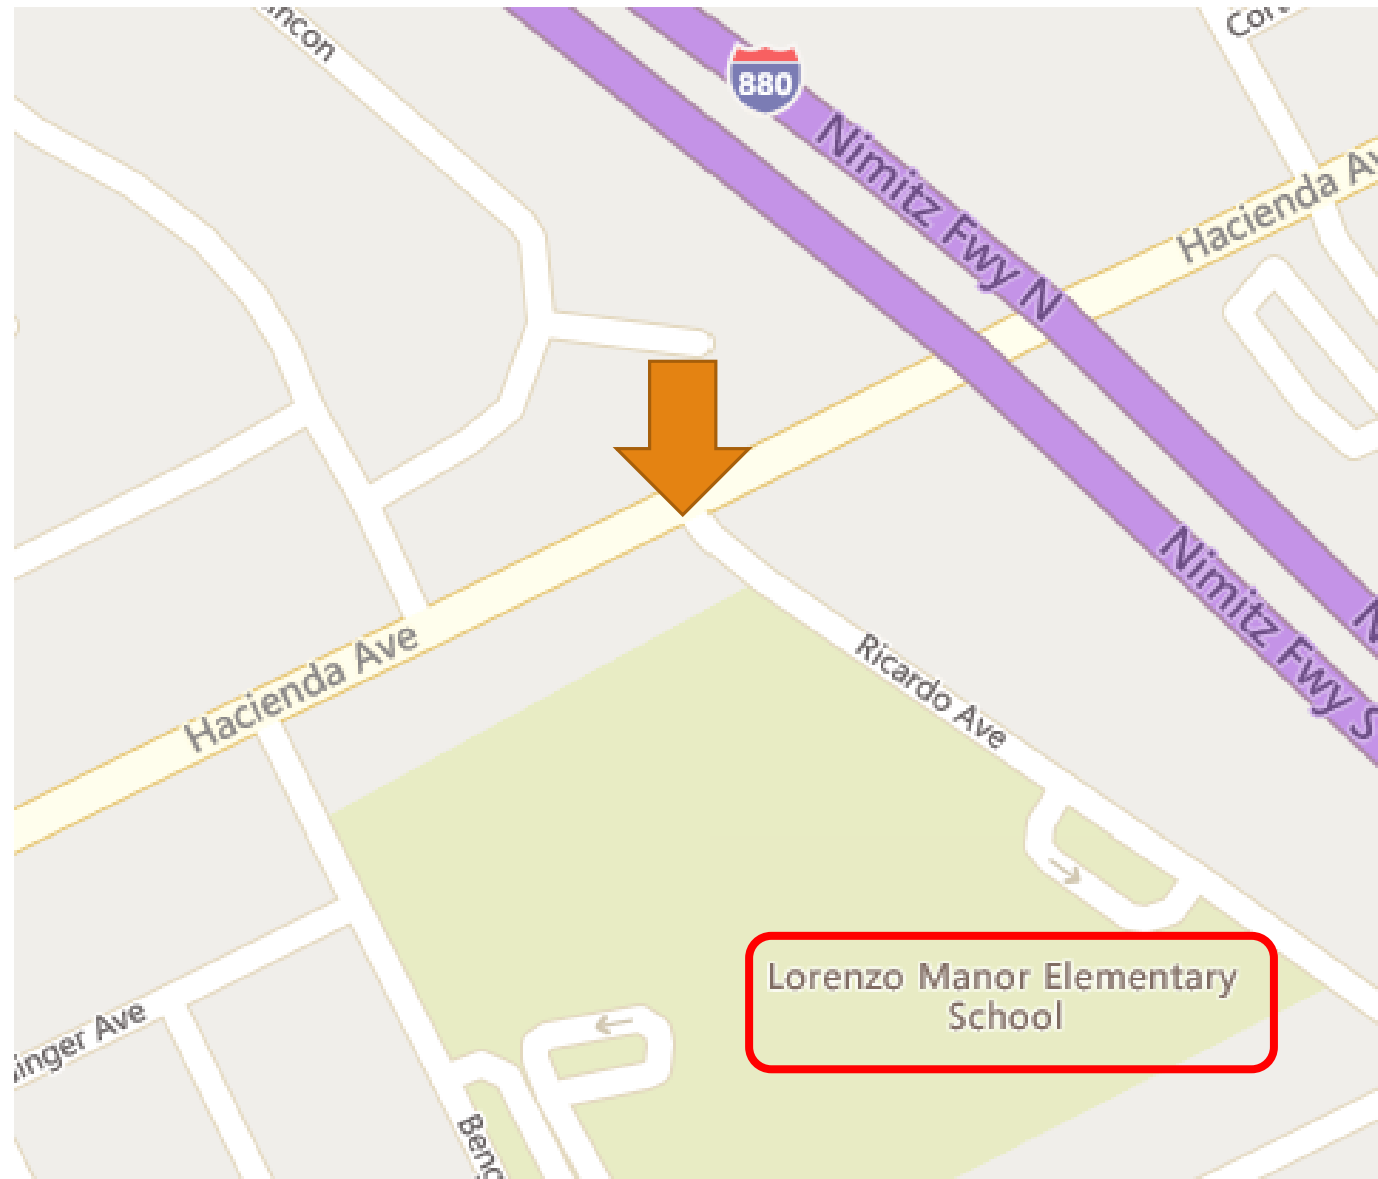 880
Nimitz Fwy N
Hacienda
Hacienda Ave
Nimitz Fwy S
Ricardo Ave
Lorenzo Manor Elementary
School
Ave